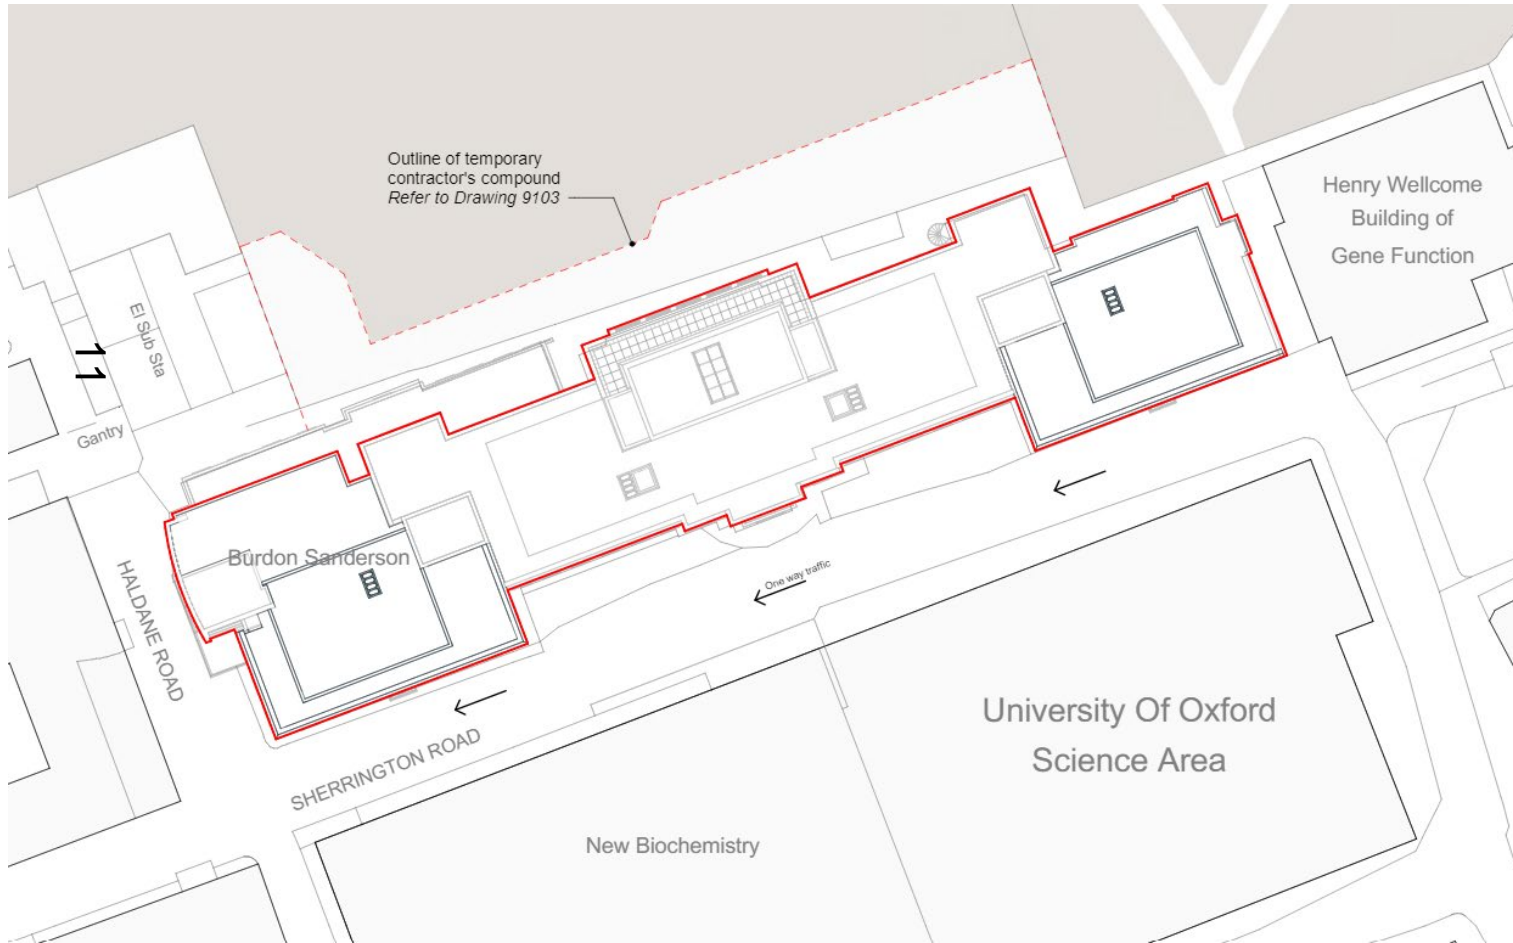 Outline of temporary
contractor's compound
Refer to Drawing 9103
Henry Wellcome
Building of
Gene Function
El Sub Sta
11
Gantry
Burdon Sanderson
HALDANE ROAD
One way traffic
SHERRINGTON ROAD
University Of Oxford
Science Area
New Biochemistry